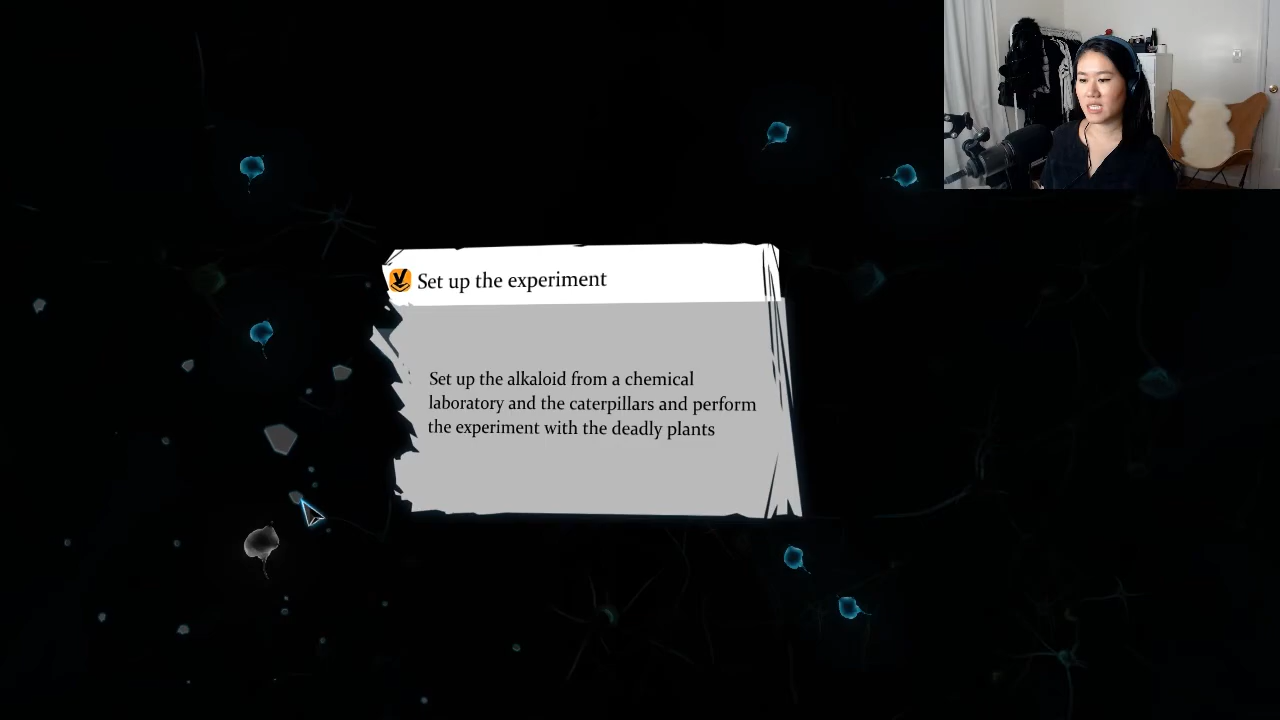 Set up the experiment
Set up the alkaloid from a chemical
laboratory and the caterpillars and perform
the experiment with the deadly plants